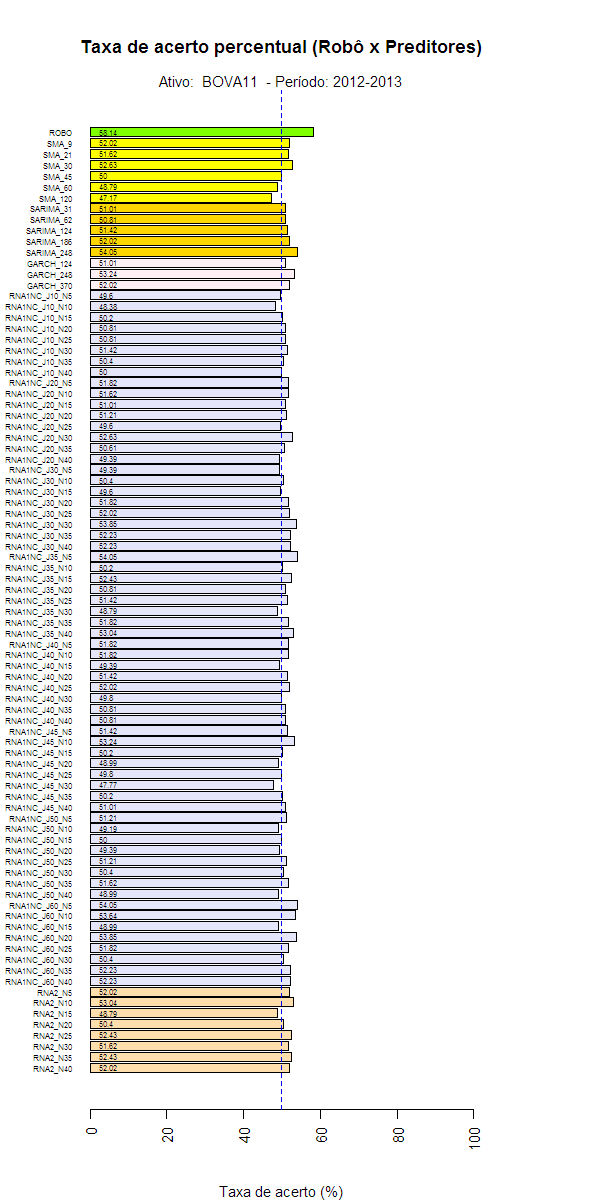 Taxa de acerto percentual (Robô x Preditores)
Ativo:  BOVA11  - Período: 2012-2013
ROBO 58.14
SMA_9 52.02
SMA_21 51.62
SMA_30 52.63
SMA_45 50
SMA_60 48.79
SMA_120 47.17
SARIMA_31 51.01
SARIMA_62 50.81
SARIMA_124 51.42
SARIMA_186 52.02
SARIMA_248 54.05
GARCH_124 51.01
GARCH_248 53.24
GARCH_370 52.02
RNA1NC_J10_N5 49.6
RNA1NC_J10_N10 48.38
RNA1NC_J10_N15 50.2
RNA1NC_J10_N20 50.81
RNA1NC_J10_N25 50.81
RNA1NC_J10_N30 51.42
RNA1NC_J10_N35 50.4
RNA1NC_J10_N40 50
RNA1NC_J20_N5 51.82
RNA1NC_J20_N10 51.62
RNA1NC_J20_N15 51.01
RNA1NC_J20_N20 51.21
RNA1NC_J20_N25 49.6
RNA1NC_J20_N30 52.63
RNA1NC_J20_N35 50.61
RNA1NC_J20_N40 49.39
RNA1NC_J30_N5 49.39
RNA1NC_J30_N10 50.4
RNA1NC_J30_N15 49.6
RNA1NC_J30_N20 51.82
RNA1NC_J30_N25 52.02
RNA1NC_J30_N30 53.85
RNA1NC_J30_N35 52.23
RNA1NC_J30_N40 52.23
RNA1NC_J35_N5 54.05
RNA1NC_J35_N10 50.2
RNA1NC_J35_N15 52.43
RNA1NC_J35_N20 50.81
RNA1NC_J35_N25 51.42
RNA1NC_J35_N30 48.79
RNA1NC_J35_N35 51.82
RNA1NC_J35_N40 53.04
RNA1NC_J40_N5 51.82
RNA1NC_J40_N10 51.82
RNA1NC_J40_N15 49.39
RNA1NC_J40_N20 51.42
RNA1NC_J40_N25 52.02
RNA1NC_J40_N30 49.8
RNA1NC_J40_N35 50.81
RNA1NC_J40_N40 50.81
RNA1NC_J45_N5 51.42
RNA1NC_J45_N10 53.24
RNA1NC_J45_N15 50.2
RNA1NC_J45_N20 48.99
RNA1NC_J45_N25 49.8
RNA1NC_J45_N30 47.77
RNA1NC_J45_N35 50.2
RNA1NC_J45_N40 51.01
RNA1NC_J50_N5 51.21
RNA1NC_J50_N10 49.19
RNA1NC_J50_N15 50
RNA1NC_J50_N20 49.39
RNA1NC_J50_N25 51.21
RNA1NC_J50_N30 50.4
RNA1NC_J50_N35 51.62
RNA1NC_J50_N40 48.99
RNA1NC_J60_N5 54.05
RNA1NC_J60_N10 53.64
RNA1NC_J60_N15 48.99
RNA1NC_J60_N20 53.85
RNA1NC_J60_N25 51.82
RNA1NC_J60_N30 50.4
RNA1NC_J60_N35 52.23
RNA1NC_J60_N40 52.23
RNA2_N5 52.02
RNA2_N10 53.04
RNA2_N15 48.79
RNA2_N20 50.4
RNA2_N25 52.43
RNA2_N30 51.62
RNA2_N35 52.43
RNA2_N40 52.02
0 20 40 60 80 100
Taxa de acerto (%)